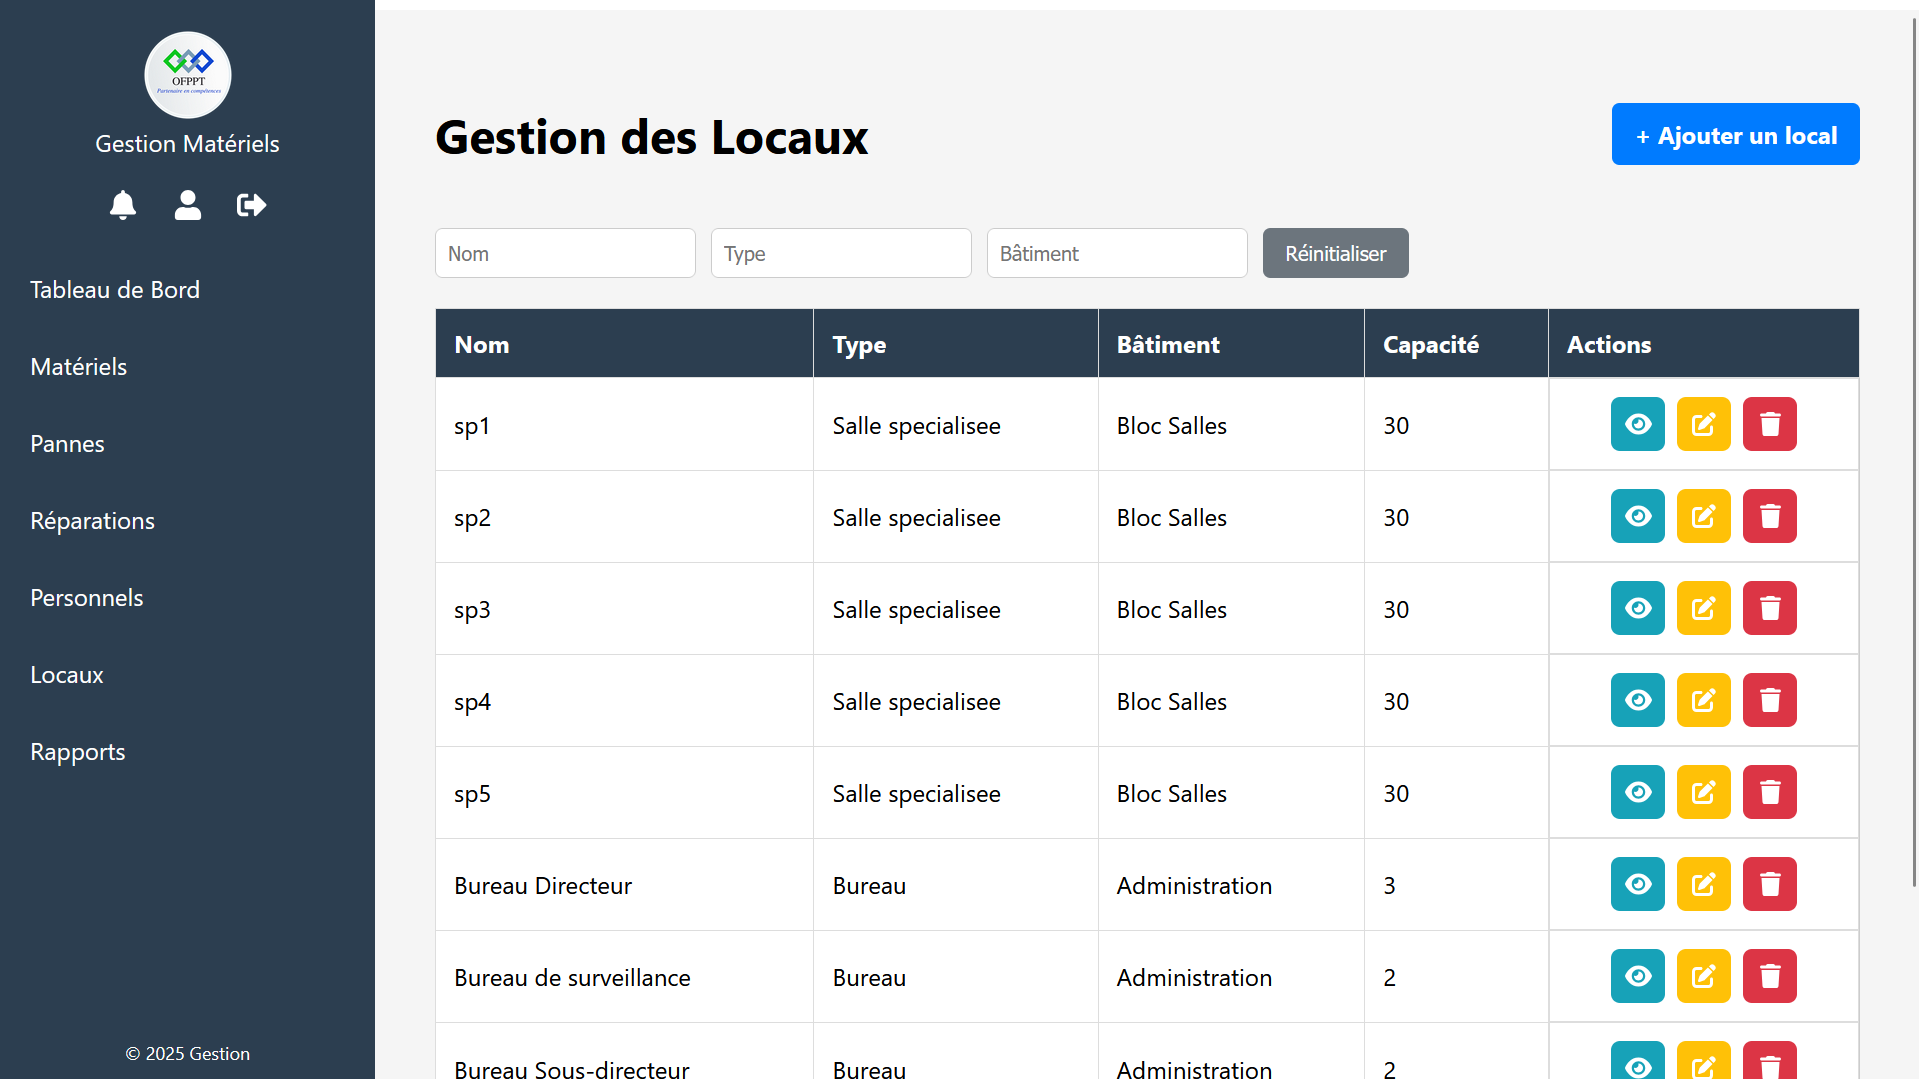 OFPPT
Partenaire en compétences
Gestion Matériels
Tableau de Bord
Matériels
Pannes
Réparations
Personnels
Locaux
Rapports
© 2025 Gestion
Gestion des Locaux
+ Ajouter un local
Nom Type Bâtiment Réinitialiser
Nom Type Bâtiment Capacité Actions
sp1 Salle specialisee Bloc Salles 30
sp2 Salle specialisee Bloc Salles 30
sp3 Salle specialisee Bloc Salles 30
sp4 Salle specialisee Bloc Salles 30
sp5 Salle specialisee Bloc Salles 30
Bureau Directeur Bureau Administration 3
Bureau de surveillance Bureau Administration 2
Bureau Sous-directeur Bureau Administration 2